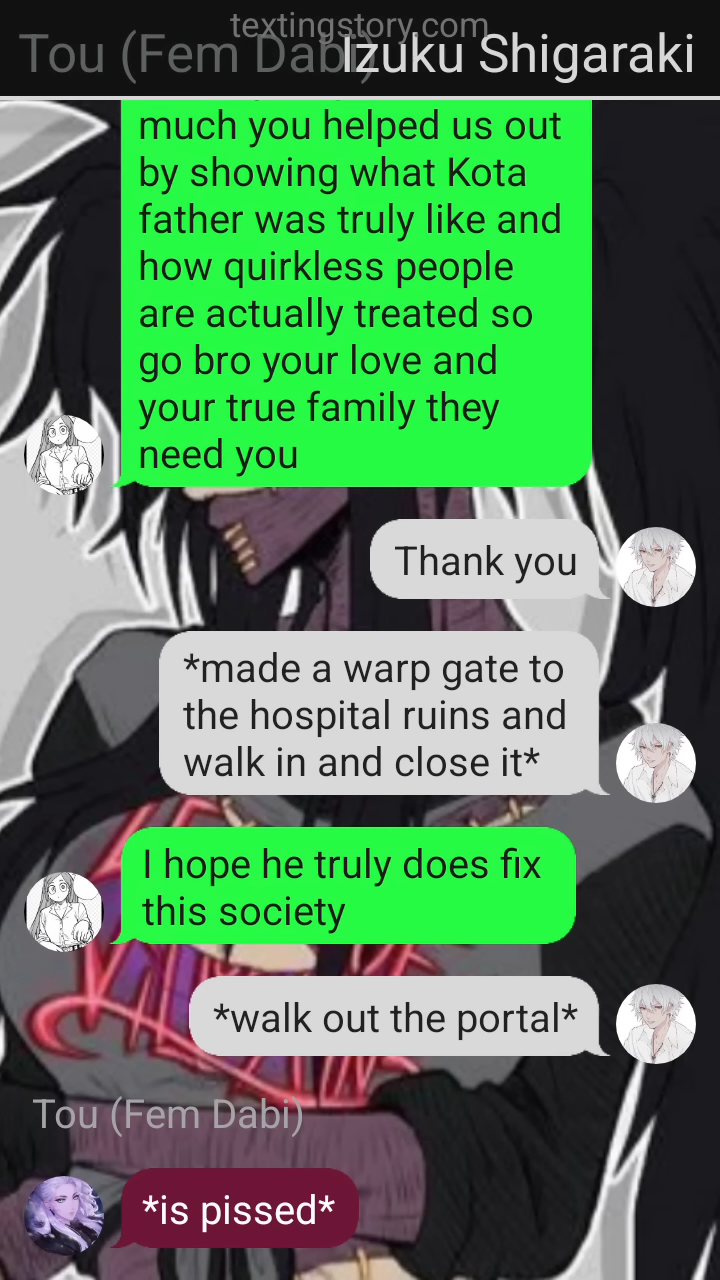 textingstory.com
Tou (Fem Dabi)
Izuku Shigaraki
much you helped us out
by showing what Kota
father was truly like and
how quirkless people
are actually treated so
go bro your love and
your true family they
need you
Thank you
*made a warp gate to
the hospital ruins and
walk in and close it*
I hope he truly does fix
this society
*walk out the portal*
Tou (Fem Dabi)
*is pissed*